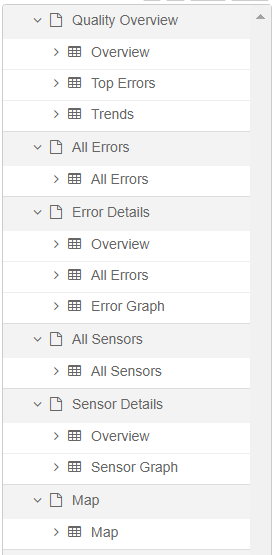 Quality Overview
Overview
Top Errors
Trends
All Errors
All Errors
Error Details
Overview
All Errors
Error Graph
All Sensors
All Sensors
Sensor Details
Overview
Sensor Graph
Map
Map